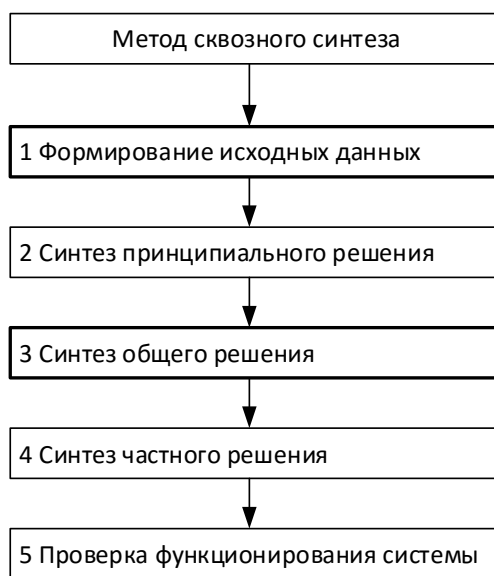 Метод сквозного синтеза
1 Формирование исходных данных
2 Синтез принципиального решения
3 Синтез общего решения
4 Синтез частного решения
5 Проверка функционирования системы